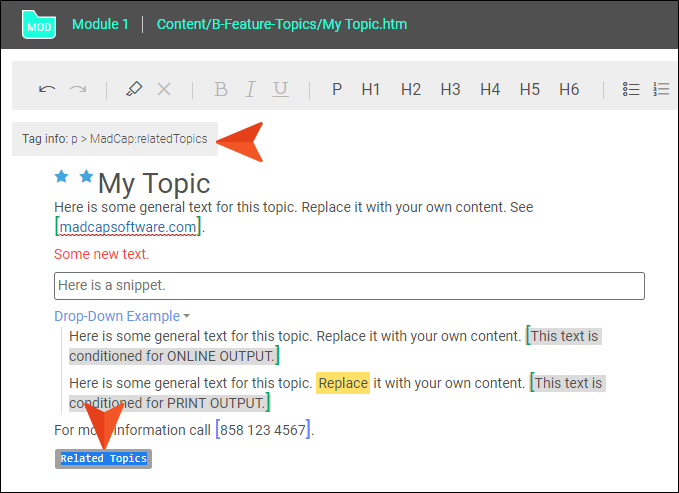 MOD Module 1 Content/B-Feature-Topics/My Topic.htm
B I U P H1 H2 H3 H4 H5 H6
Tag info: p > MadCap:relatedTopics
My Topic
Here is some general text for this topic. Replace it with your own content. See
[madcapsoftware.com].
Some new text.
Here is a snippet.
Drop-Down Example
Here is some general text for this topic. Replace it with your own content. [This text is
conditioned for ONLINE OUTPUT.]
Here is some general text for this topic. Replace it with your own content. [This text is
conditioned for PRINT OUTPUT.]
For more information call [858 123 4567].
Related Topics